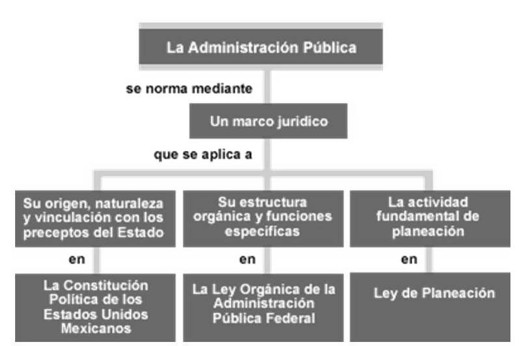 La Administración Pública
se norma mediante
Un marco juridico
que se aplica a
Su origen, naturaleza
y vinculación con los
preceptos del Estado
Su estructura
orgánica y funciones
especificas
La actividad
fundamental de
planeación
en
en
en
La Constitución
Política de los
Estados Unidos
Mexicanos
La Ley Orgánica de la
Administración
Pública Federal
Ley de Planeación